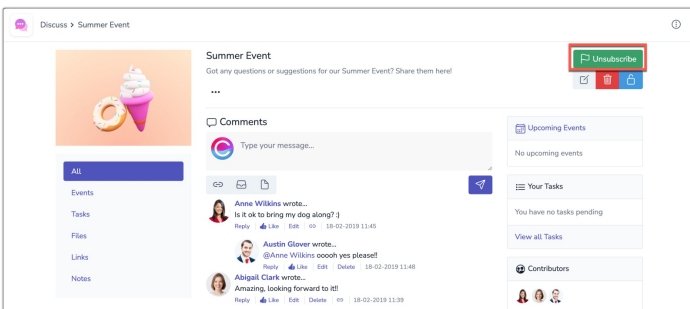 Discuss > Summer Event
Summer Event
Unsubscribe
Got any questions or suggestions for our Summer Event? Share them here!
...
Comments
Type your message...
All
Events
Tasks
Files
Links
Notes
Anne Wilkins wrote...
Is it ok to bring my dog along? :)
Reply Like Edit 18-02-2019 11:45
Austin Glover wrote...
@Anne Wilkins ooooh yes please!!
Reply Like Edit Delete 18-02-2019 11:48
Abigail Clark wrote...
Amazing, looking forward to it!!
Reply Like Edit Delete 18-02-2019 11:39
Upcoming Events
No upcoming events
Your Tasks
You have no tasks pending
View all Tasks
Contributors